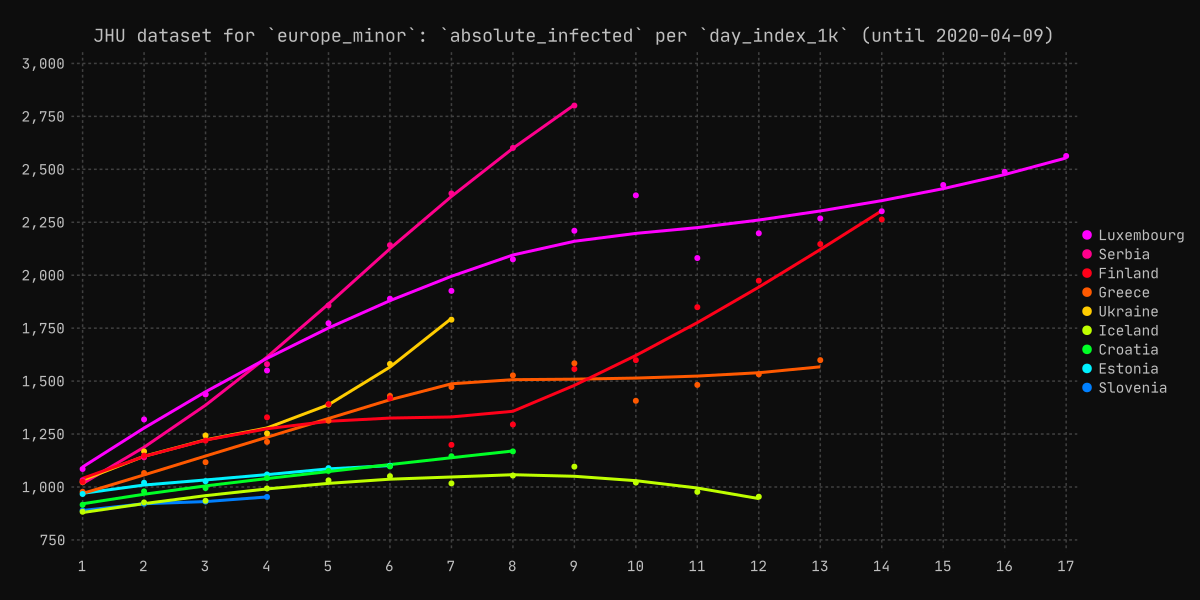 JHU dataset for `europe_minor`: `absolute_infected` per `day_index_1k` (until 2020-04-09)
3,000
2,750
2,500
2,250
2,000
1,750
1,500
1,250
1,000
750
1 2 3 4 5 6 7 8 9 10 11 12 13 14 15 16 17
Luxembourg
Serbia
Finland
Greece
Ukraine
Iceland
Croatia
Estonia
Slovenia